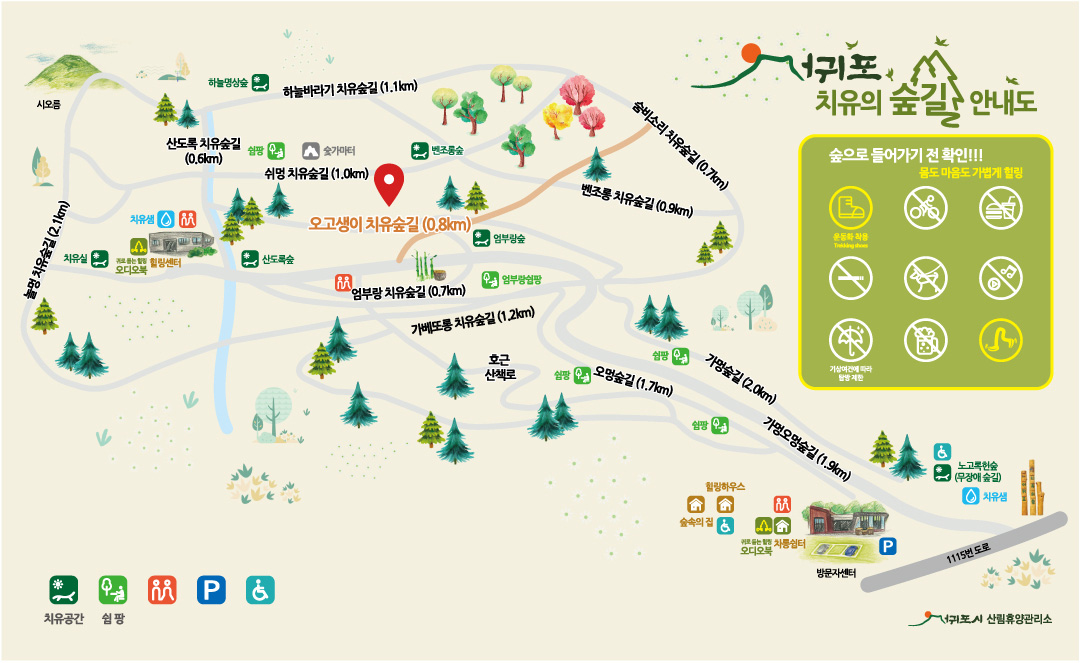 서귀포
치유의 숲길 안내도
숲으로 들어가기 전 확인!!!
몸도 마음도 가볍게 힐링
운동화 착용
Trekking shoes
기상여건에 따라
탐방 제한
시오름
하늘명상숲
하늘바라기 치유숲길 (1.1km)
숨비소리 치유숲길 (0.7km)
산도록 치유숲길
(0.6km)
쉼팡
숯가마터
벤조롱숲
쉬멍 치유숲길 (1.0km)
벤조롱 치유숲길 (0.9km)
오고생이 치유숲길 (0.8km)
놀멍 치유숲길 (2.1km)
치유샘
치유실
귀로 듣는 힐링
오디오북
힐링센터
산도록숲
엄부랑숲
엄부랑쉼팡
엄부랑 치유숲길 (0.7km)
가베또롱 치유숲길 (1.2km)
호근
산책로
쉼팡
오멍숲길 (1.7km)
쉼팡
가멍숲길 (2.0km)
쉼팡
가멍오멍숲길 (1.9km)
노고록헌숲
(무장애 숲길)
치유샘
힐링하우스
숲속의 집
귀로 듣는 힐링
오디오북
차롱쉼터
P
방문자센터
1115번 도로
P
치유공간
쉼 팡
서귀포시 산림휴양관리소